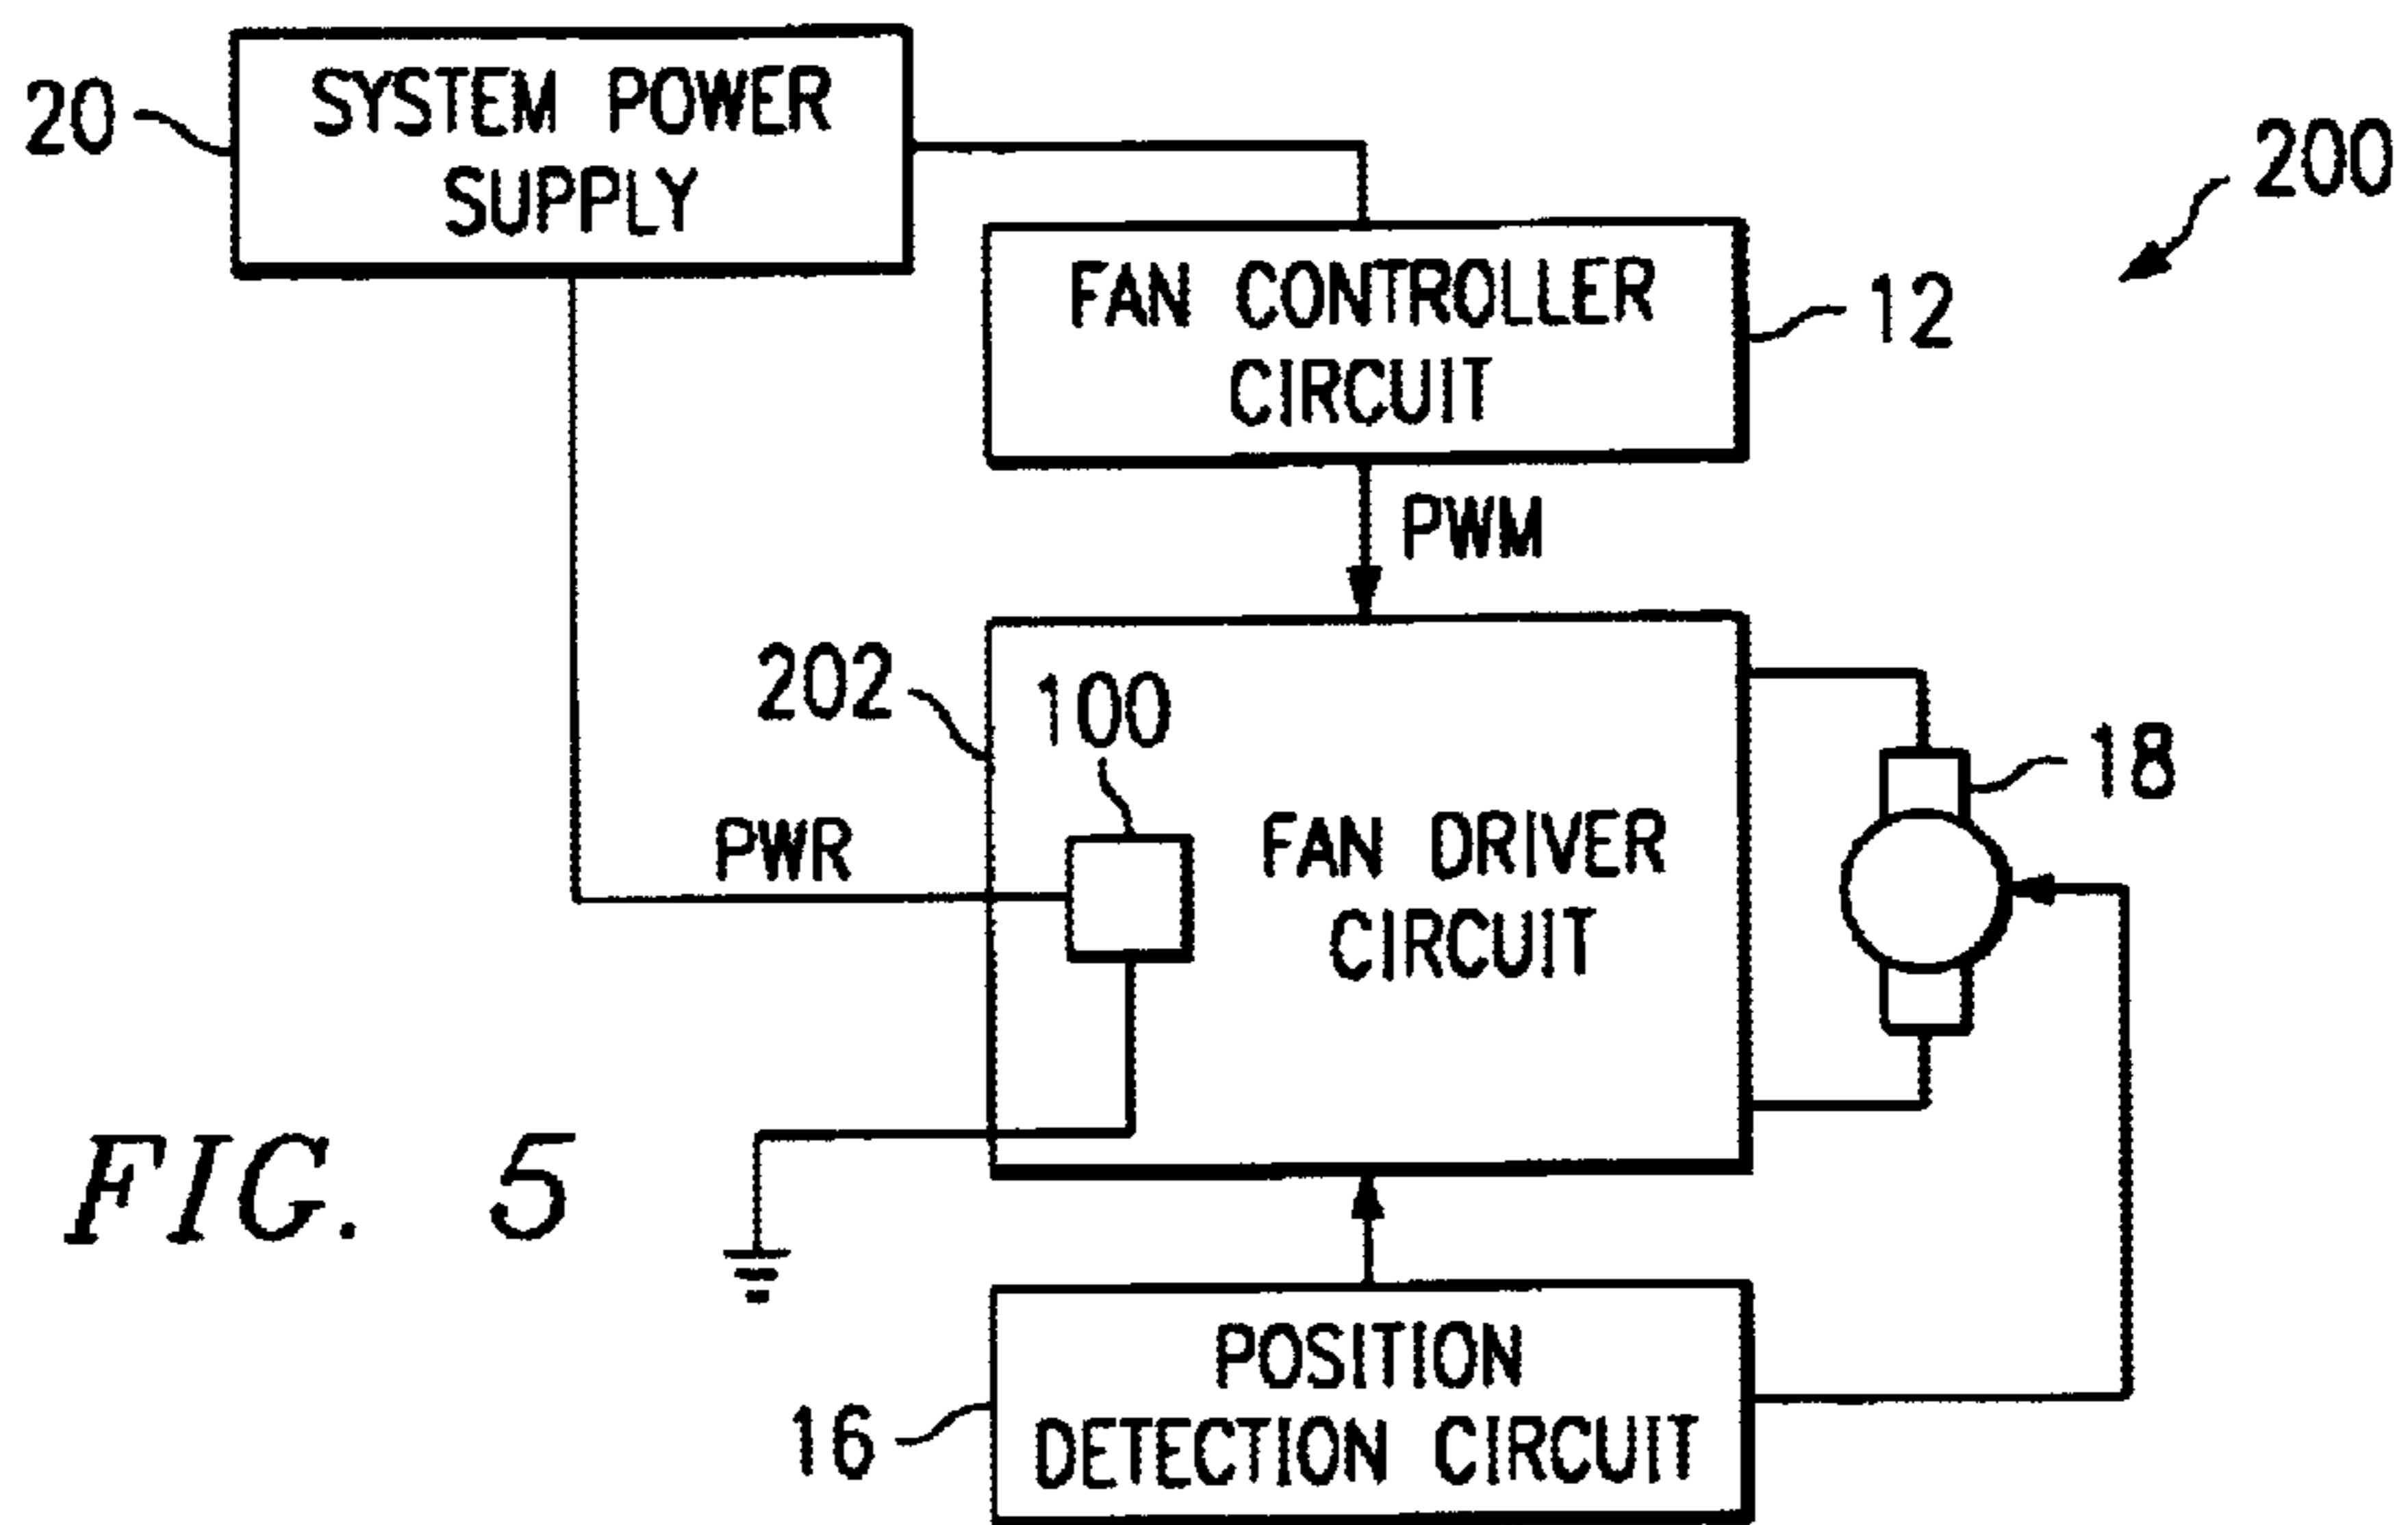 20
SYSTEM POWER
SUPPLY
200
FAN CONTROLLER
CIRCUIT
12
PWM
202
100
18
PWR
FAN DRIVER
CIRCUIT
FIG. 5
16
POSITION
DETECTION CIRCUIT